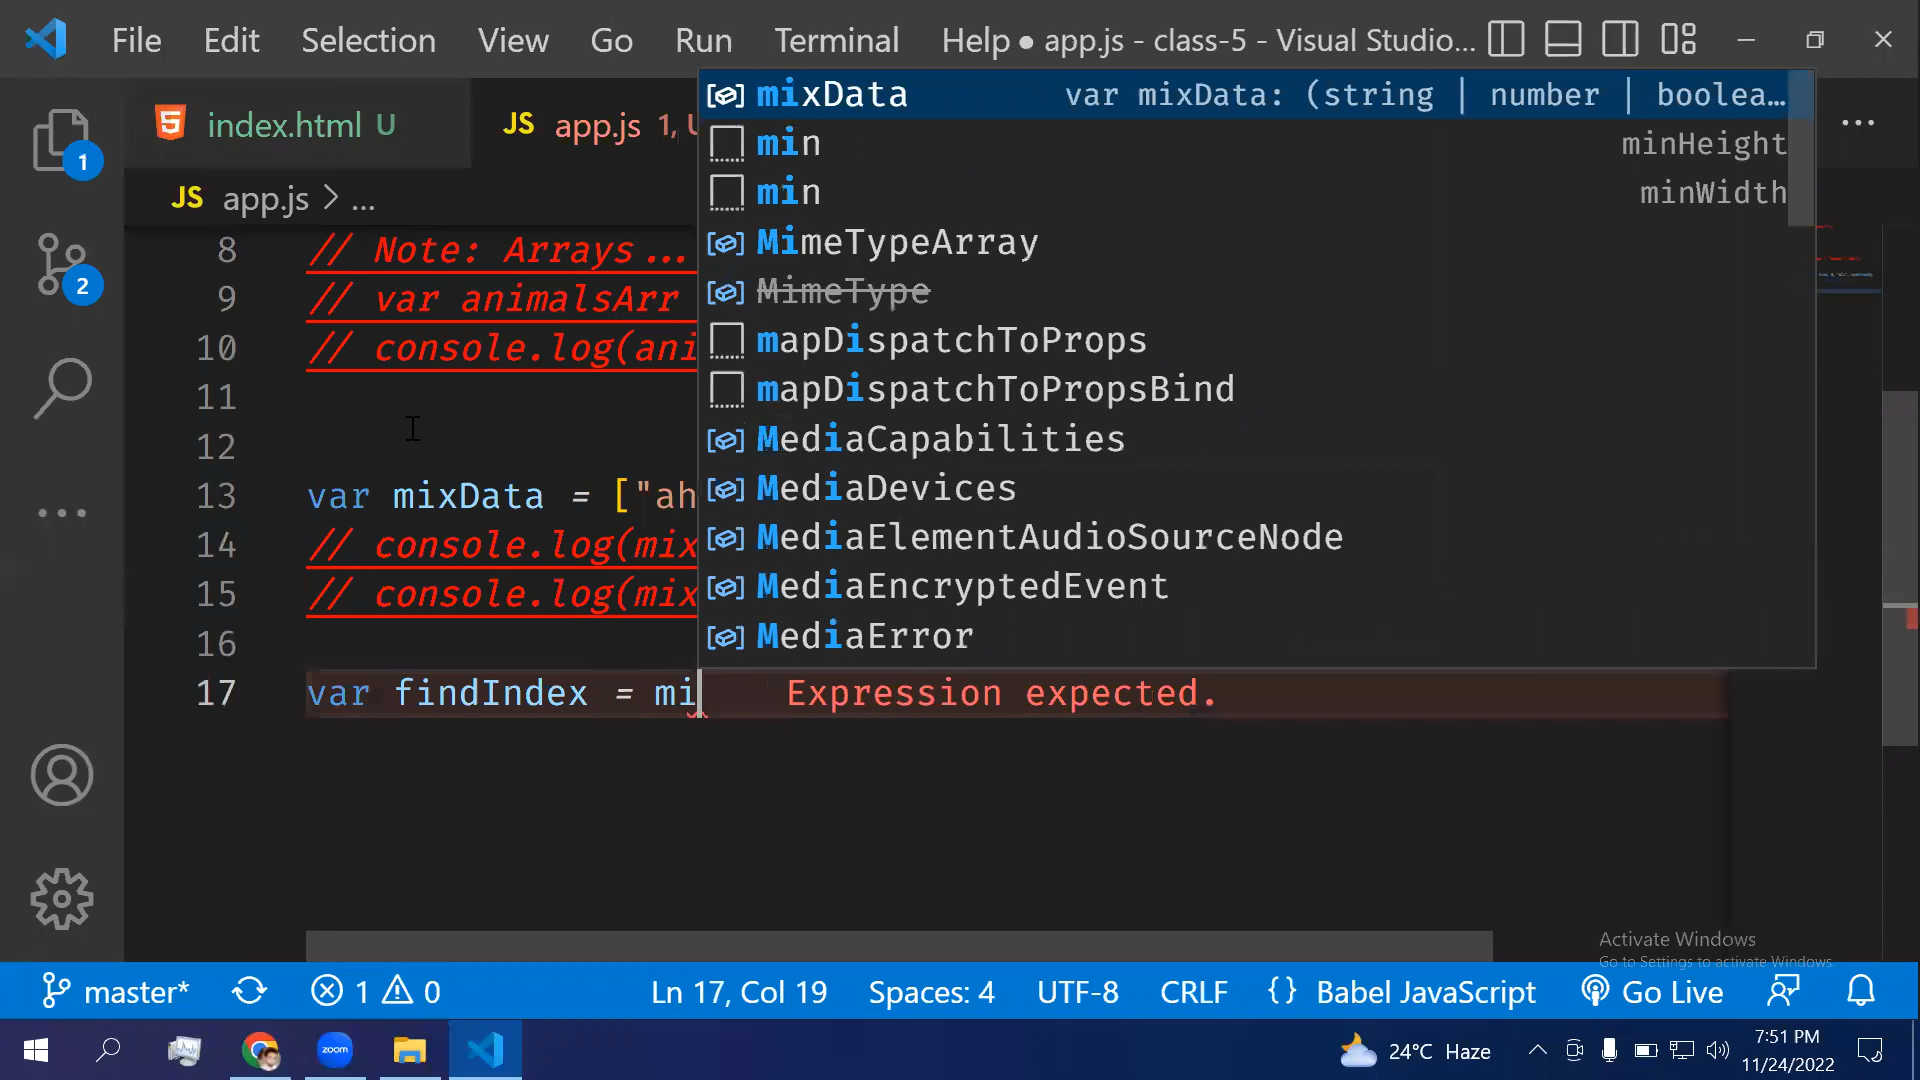 File Edit Selection View Go Run Terminal Help ● app.js - class-5 - Visual Studio...
index.html U
JS app.js 1, U
JS app.js > ...
8 // Note: Arrays ...
9 // var animalsArr
10 // console.log(ani
11
12
13 var mixData = ["ah
14 // console.log(mix
15 // console.log(mix
16
17 var findIndex = mi Expression expected.
mixData var mixData: (string | number | boolea...
min minHeight
min minWidth
MimeTypeArray
MimeType
mapDispatchToProps
mapDispatchToPropsBind
MediaCapabilities
MediaDevices
MediaElementAudioSourceNode
MediaEncryptedEvent
MediaError
1
2
Activate Windows
Go to Settings to activate Windows.
master* 1 0 Ln 17, Col 19 Spaces: 4 UTF-8 CRLF {} Babel JavaScript Go Live
zoom
24°C Haze
7:51 PM
11/24/2022